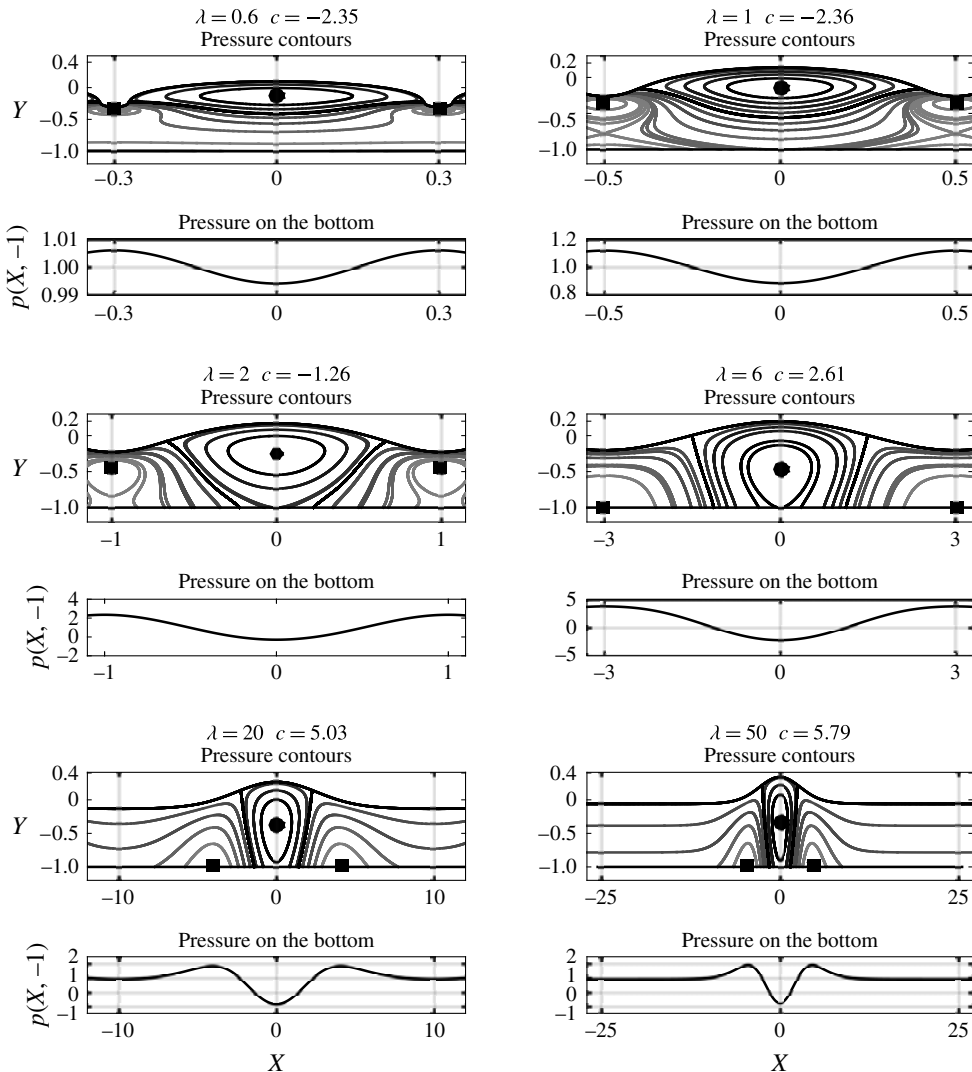 λ = 0.6 c = −2.35
Pressure contours
0.4
0
Y
−0.5
−1.0
−0.3 0 0.3
Pressure on the bottom
1.01
1.00
0.99
p(X, −1)
−0.3 0 0.3
λ = 1 c = −2.36
Pressure contours
0.4
0
−0.5
−1.0
−0.5 0 0.5
Pressure on the bottom
1.2
1.0
0.8
−0.5 0 0.5
λ = 2 c = −1.26
Pressure contours
0.2
0
Y
−0.5
−1.0
−1 0 1
Pressure on the bottom
4
2
0
−2
p(X, −1)
−1 0 1
λ = 6 c = 2.61
Pressure contours
0.2
0
−0.5
−1.0
−3 0 3
Pressure on the bottom
5
0
−5
−3 0 3
λ = 20 c = 5.03
Pressure contours
0.4
0
Y
−0.5
−1.0
−10 0 10
Pressure on the bottom
2
1
0
−1
p(X, −1)
−10 0 10
X
λ = 50 c = 5.79
Pressure contours
0.4
0
−0.5
−1.0
−25 0 25
Pressure on the bottom
2
1
0
−1
−25 0 25
X